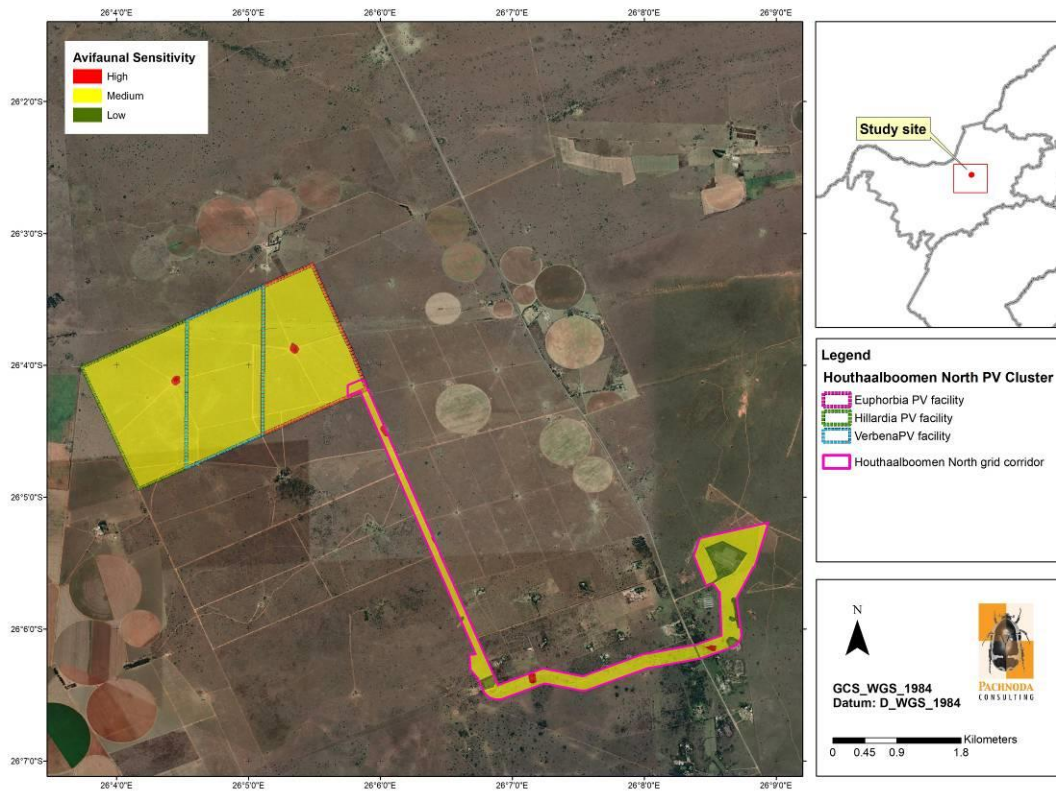 26°4'0"E
26°5'0"E
26°6'0"E
26°7'0"E
26°8'0"E
26°9'0"E
Avifaunal Sensitivity
High
Medium
Low
26°2'0"S
26°3'0"S
26°4'0"S
26°5'0"S
26°6'0"S
26°7'0"S
26°4'0"E
26°5'0"E
26°6'0"E
26°7'0"E
26°8'0"E
26°9'0"E
Study site
Legend
Houthaalboomen North PV Cluster
Euphorbia PV facility
Hillardia PV facility
VerbenaPV facility
Houthaalboomen North grid corridor
N
PACHNODA
CONSULTING
GCS_WGS_1984
Datum: D_WGS_1984
Kilometers
0 0.45 0.9 1.8